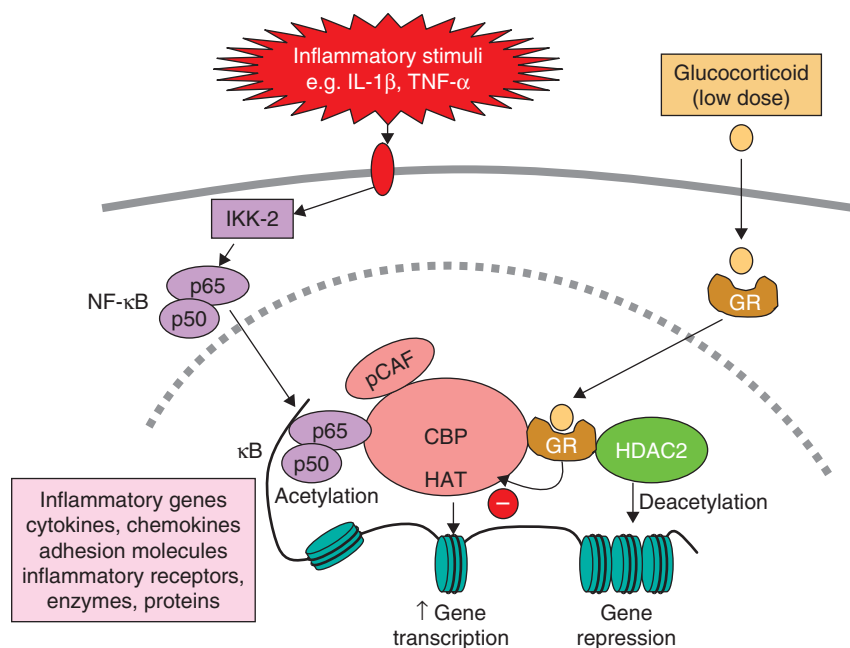 Inflammatory stimuli
e.g. IL-1β, TNF-α
Glucocorticoid
(low dose)
IKK-2
NF-κB
p65
p50
GR
pCAF
κB
p65
p50
CBP
HAT
GR
HDAC2
Acetylation
−
Deacetylation
Inflammatory genes
cytokines, chemokines
adhesion molecules
inflammatory receptors,
enzymes, proteins
↑ Gene
transcription
Gene
repression